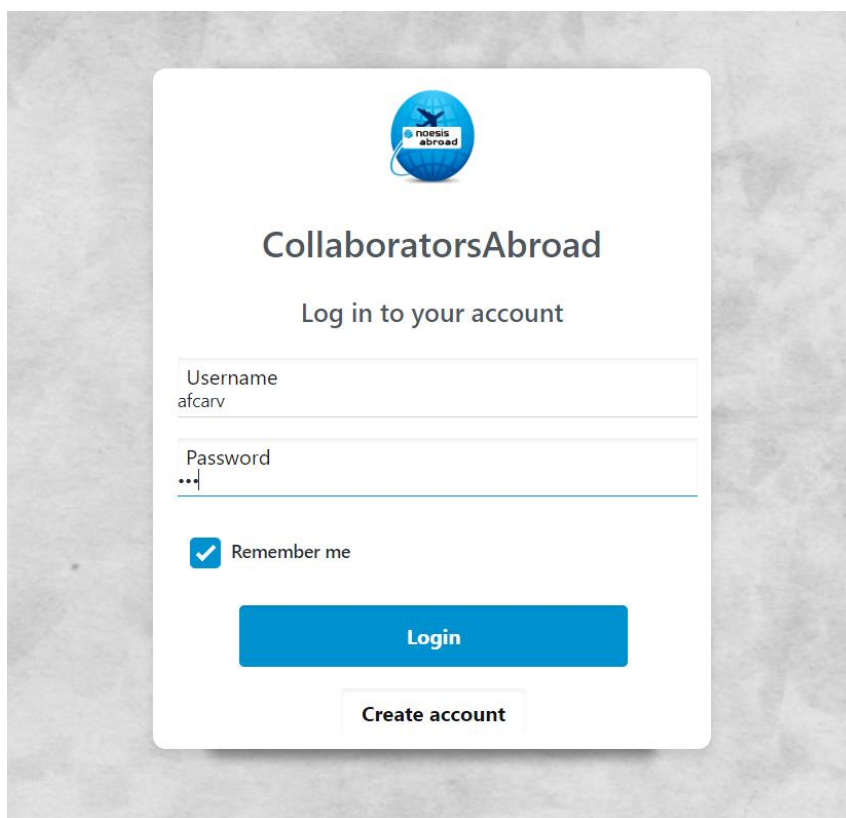 noesis
abroad
CollaboratorsAbroad
Log in to your account
Username
afcarv
Password
•••
Remember me
Login
Create account